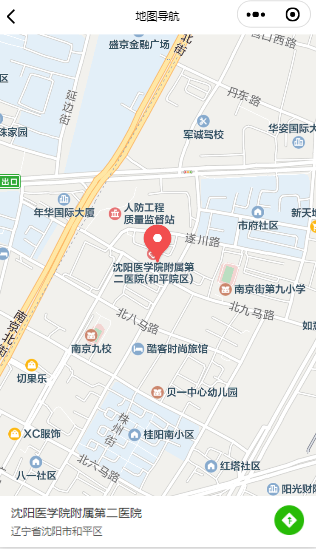 地图导航
盛京金融广场
北街
营口西路
丹东路
延边街
珠家园
军诚驾校
华姿国际大
出口
年华国际大厦
人防工程
质量监督站
市府社区
新天地
遂川路
沈阳医学院附属第
二医院(和平院区)
南京街第九小学
南京北街
北八马路
北九马路
如意
南京九校
酷客时尚旅馆
切果乐
贝一中心幼儿园
株州街
XC服饰
桂阳南小区
八一社区
北六马路
红塔社区
阳光财险
沈阳医学院附属第二医院
辽宁省沈阳市和平区